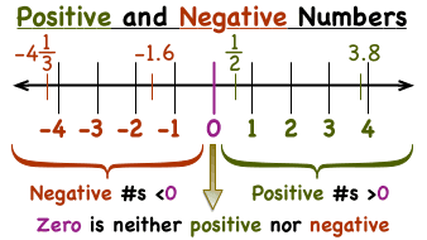 Positive and Negative Numbers
-4 1/3 -1.6 1/2 3.8
-4 -3 -2 -1 0 1 2 3 4
Negative #s <0 Positive #s >0
Zero is neither positive nor negative